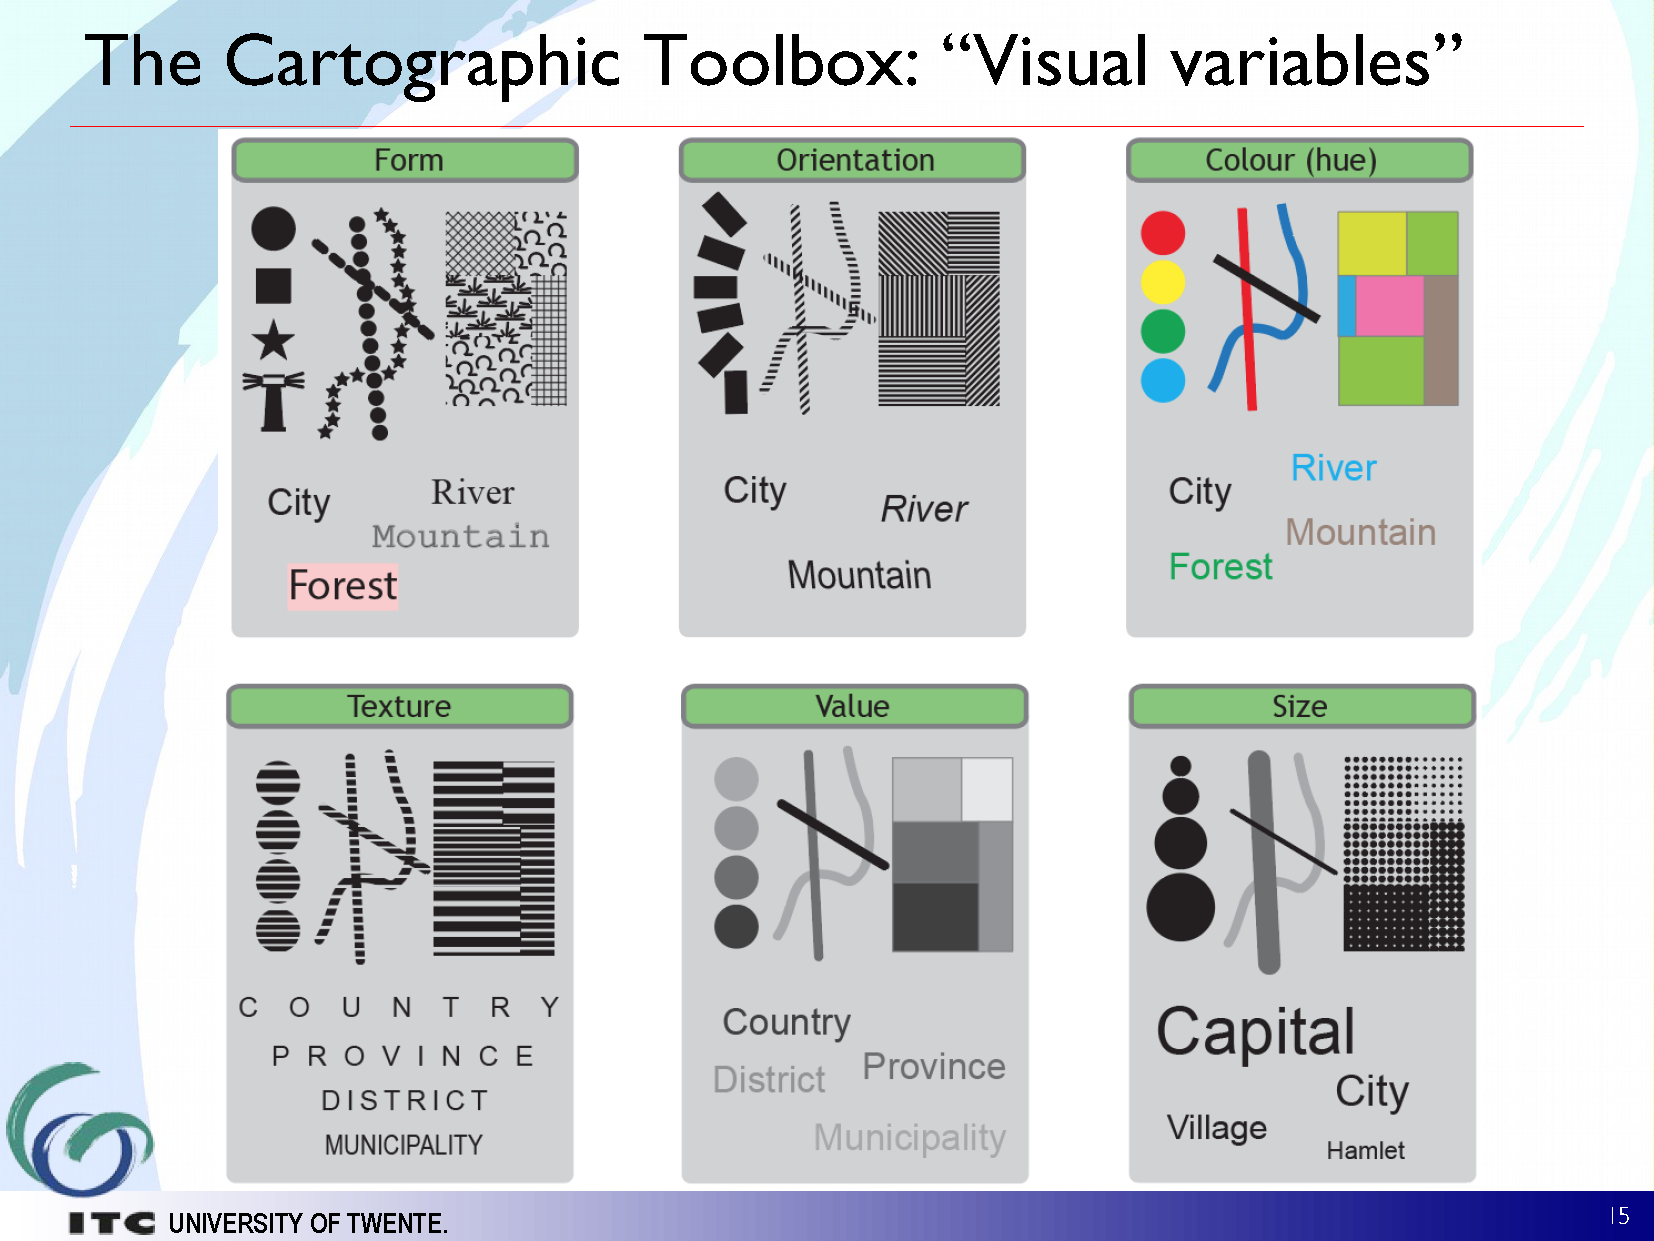 The Cartographic Toolbox: “Visual variables”
Form
City
River
Mountain
Forest
Orientation
City
River
Mountain
Colour (hue)
River
City
Mountain
Forest
Texture
COUNTRY
PROVINCE
DISTRICT
MUNICIPALITY
Value
Country
Province
District
Municipality
Size
Capital
City
Village
Hamlet
ITC UNIVERSITY OF TWENTE.
15